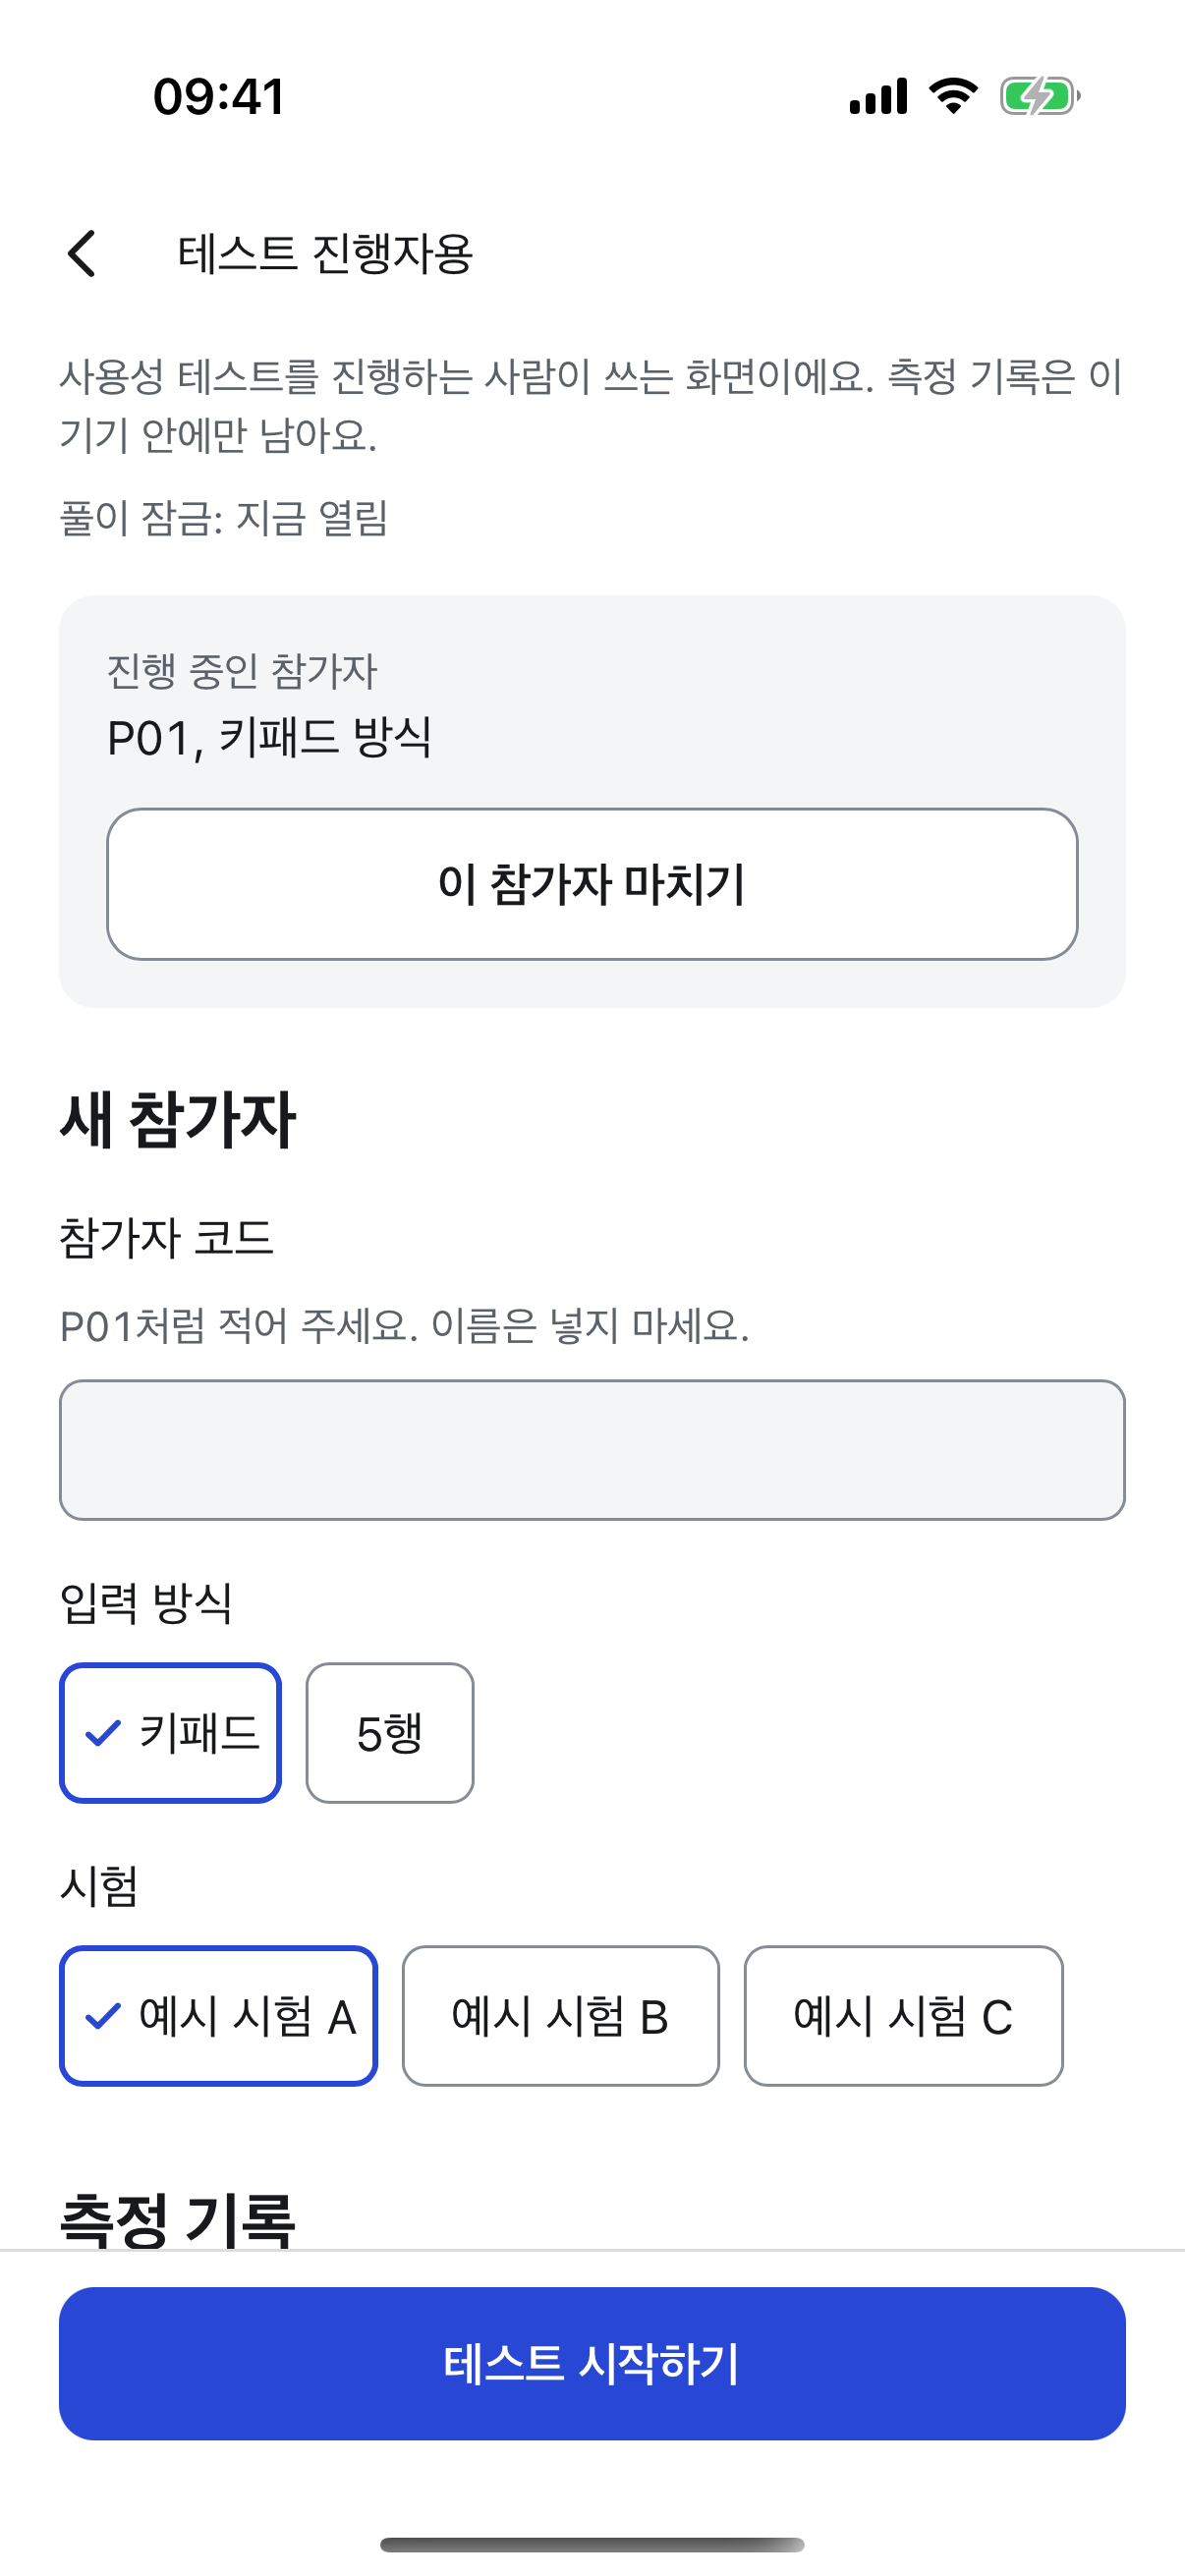 09:41
테스트 진행자용
사용성 테스트를 진행하는 사람이 쓰는 화면이에요. 측정 기록은 이
기기 안에만 남아요.
풀이 잠금: 지금 열림
진행 중인 참가자
P01, 키패드 방식
이 참가자 마치기
새 참가자
참가자 코드
P01처럼 적어 주세요. 이름은 넣지 마세요.
입력 방식
키패드 5행
시험
예시 시험 A 예시 시험 B 예시 시험 C
측정 기록
테스트 시작하기